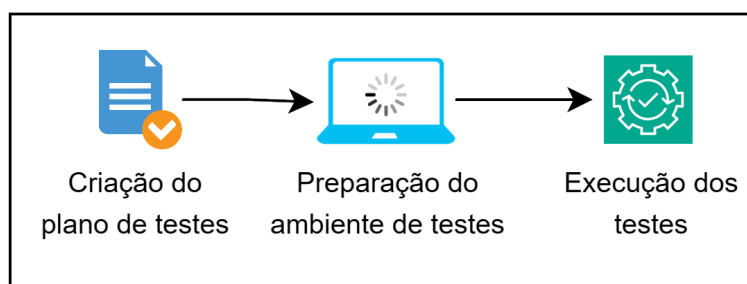 Criação do
plano de testes
Preparação do
ambiente de testes
Execução dos
testes